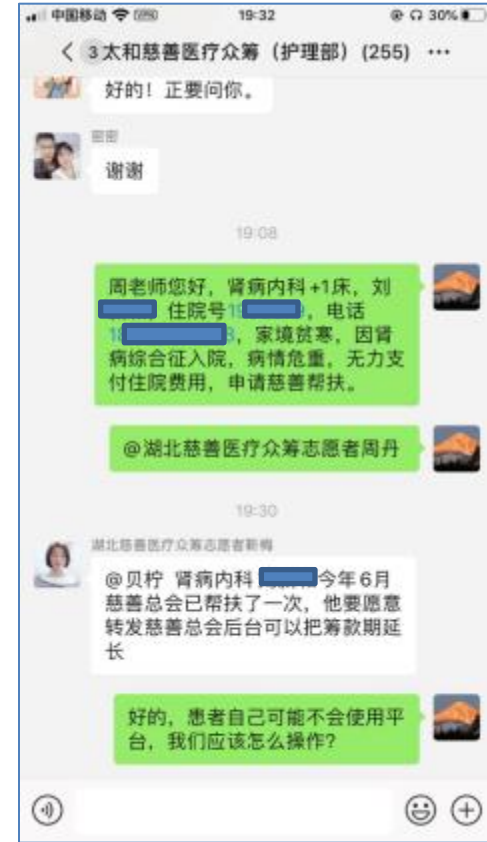 中国移动 19:32 30%
3 太和慈善医疗众筹（护理部）(255) ···
好的！正要问你。
密密
谢谢
19:08
周老师您好，肾病内科+1床，刘
住院号，电话
，家境贫寒，因肾
病综合征入院，病情危重，无力支
付住院费用，申请慈善帮扶。
@湖北慈善医疗众筹志愿者周丹
19:30
湖北慈善医疗众筹志愿者靳梅
@贝柠 肾病内科 今年6月
慈善总会已帮扶了一次，他要愿意
转发慈善总会后台可以把筹款期延
长
好的，患者自己可能不会使用平
台，我们应该怎么操作？